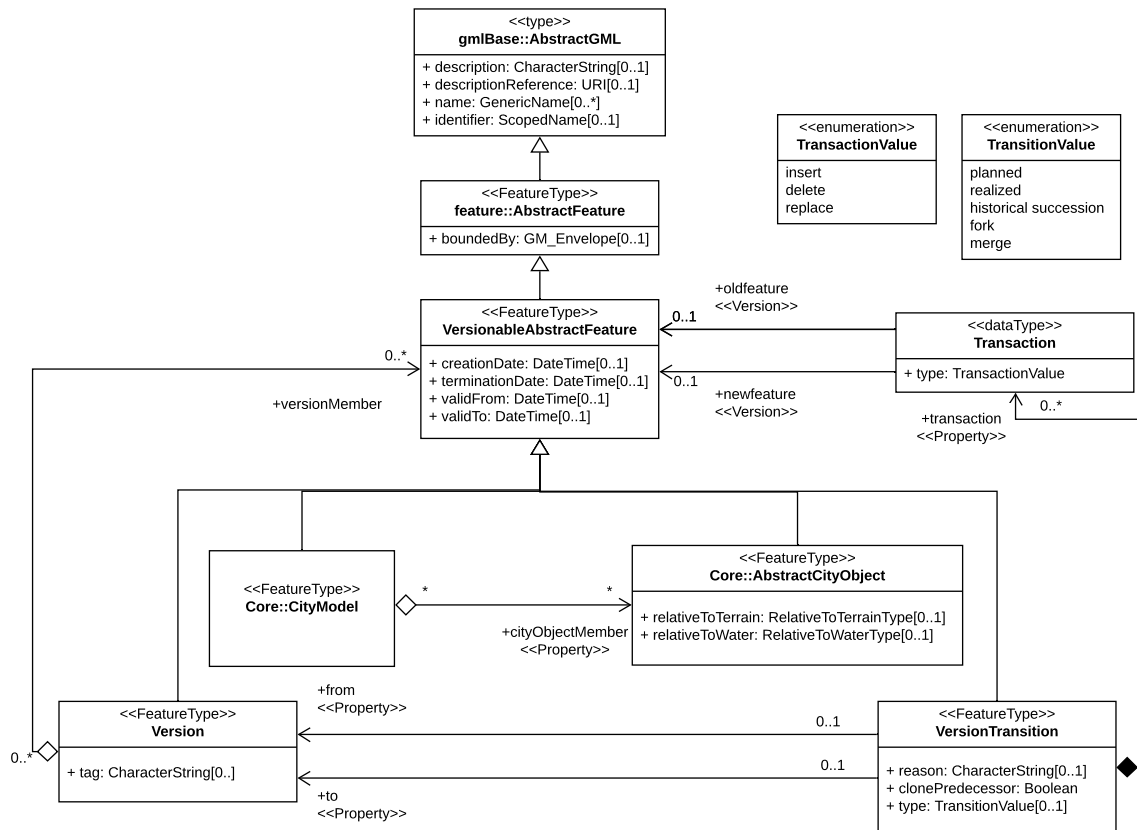 <<type>>
gmlBase::AbstractGML
+ description: CharacterString[0..1]
+ descriptionReference: URI[0..1]
+ name: GenericName[0..*]
+ identifier: ScopedName[0..1]
<<enumeration>>
TransactionValue
insert
delete
replace
<<enumeration>>
TransitionValue
planned
realized
historical succession
fork
merge
<<FeatureType>>
feature::AbstractFeature
+ boundedBy: GM_Envelope[0..1]
+oldfeature
<<Version>>
0..1
<<FeatureType>>
VersionableAbstractFeature
+ creationDate: DateTime[0..1]
+ terminationDate: DateTime[0..1]
+ validFrom: DateTime[0..1]
+ validTo: DateTime[0..1]
<<dataType>>
Transaction
+ type: TransactionValue
0..*
+versionMember
0..1
+newfeature
<<Version>>
+transaction
<<Property>>
0..*
<<FeatureType>>
Core::CityModel
*
*
+cityObjectMember
<<Property>>
<<FeatureType>>
Core::AbstractCityObject
+ relativeToTerrain: RelativeToTerrainType[0..1]
+ relativeToWater: RelativeToWaterType[0..1]
+from
<<Property>>
0..1
<<FeatureType>>
Version
+ tag: CharacterString[0..]
0..*
0..1
+to
<<Property>>
<<FeatureType>>
VersionTransition
+ reason: CharacterString[0..1]
+ clonePredecessor: Boolean
+ type: TransitionValue[0..1]